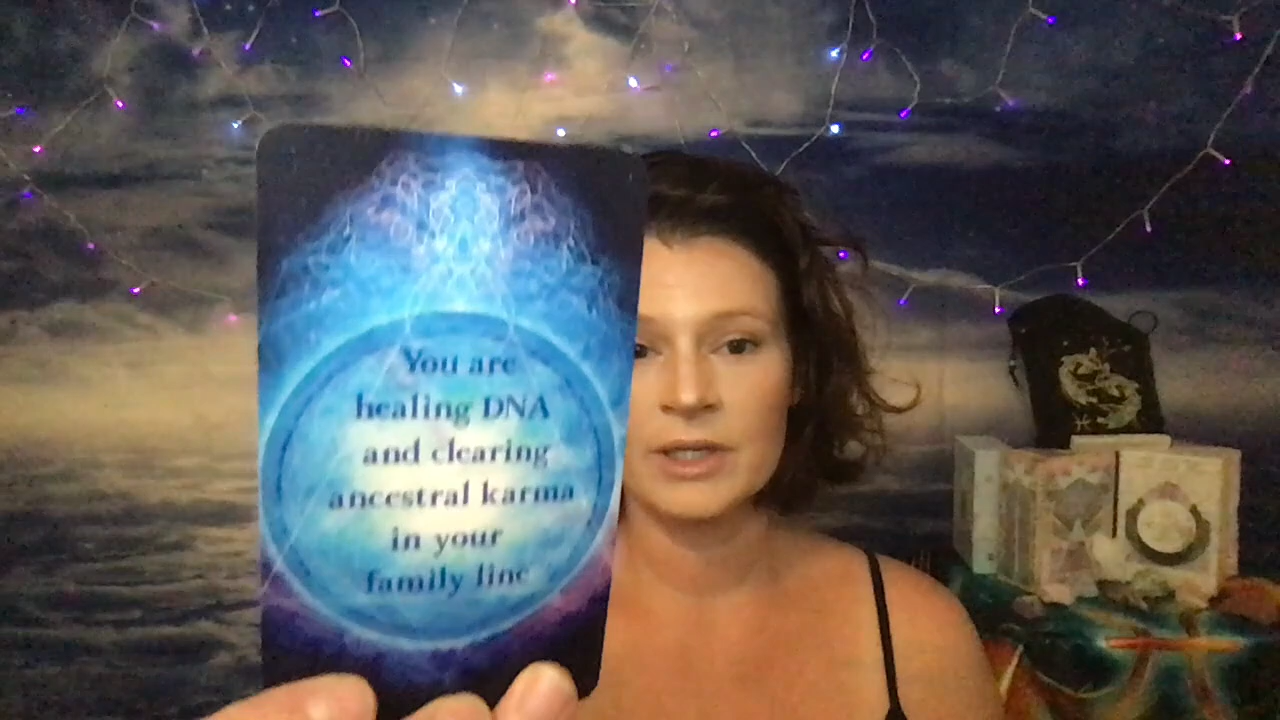 You are
healing DNA
and clearing
ancestral karma
in your
family line